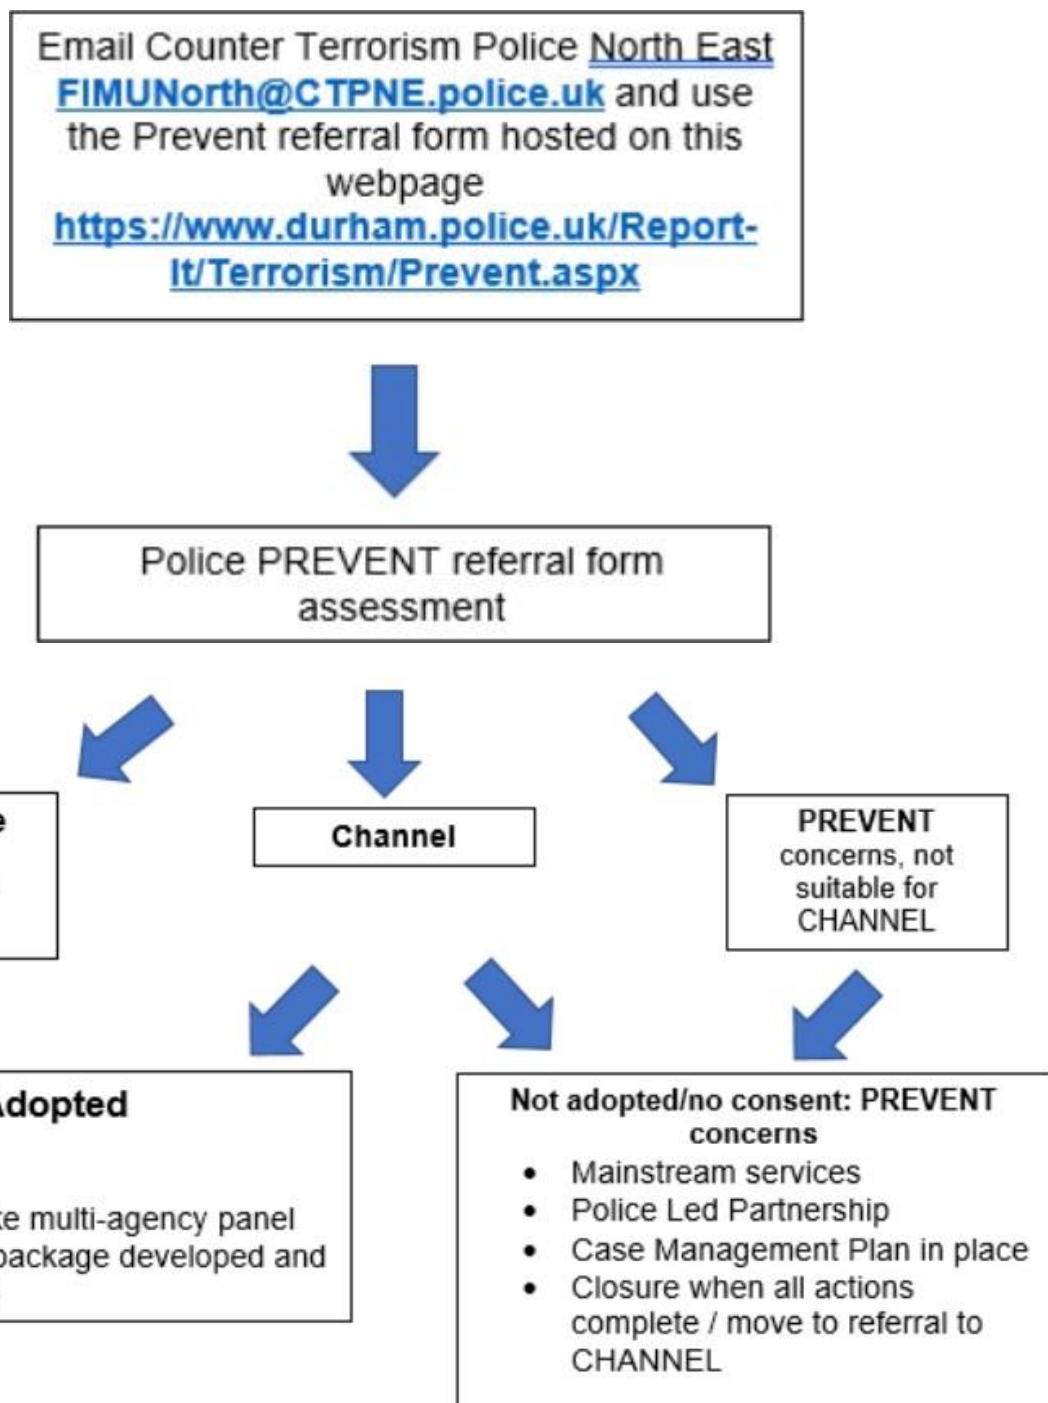 Email Counter Terrorism Police North East
FIMUNorth@CTPNE.police.uk and use
the Prevent referral form hosted on this
webpage
https://www.durham.police.uk/Report-
It/Terrorism/Prevent.aspx
Police PREVENT referral form
assessment
Channel
PREVENT
concerns, not
suitable for
CHANNEL
Adopted
multi-agency panel
package developed and
Not adopted/no consent: PREVENT
concerns
• Mainstream services
• Police Led Partnership
• Case Management Plan in place
• Closure when all actions
complete / move to referral to
CHANNEL